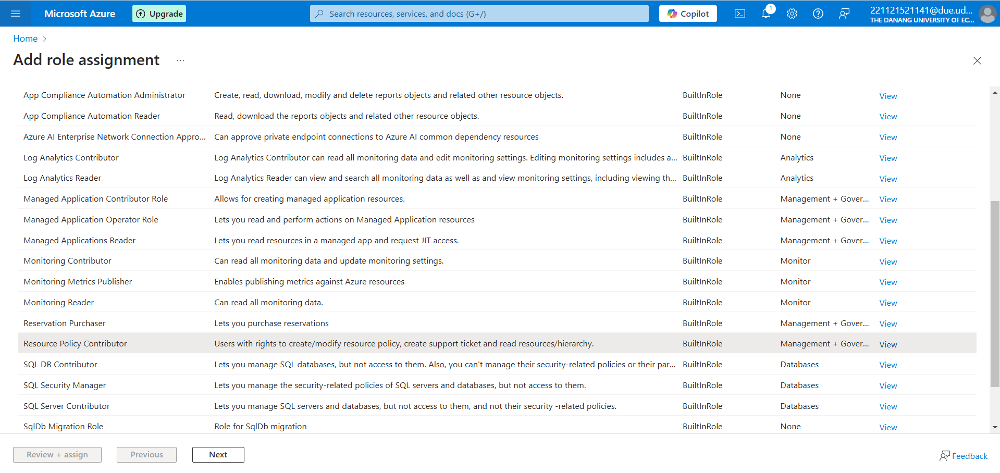 Microsoft Azure
Upgrade
Search resources, services, and docs (G+/)
Copilot
1
221121521141@due.ud...
THE DANANG UNIVERSITY OF EC...
Home
Add role assignment ...
App Compliance Automation Administrator Create, read, download, modify and delete reports objects and related other resource objects. BuiltInRole None View
App Compliance Automation Reader Read, download the reports objects and related other resource objects. BuiltInRole None View
Azure AI Enterprise Network Connection Appro... Can approve private endpoint connections to Azure AI common dependency resources BuiltInRole None View
Log Analytics Contributor Log Analytics Contributor can read all monitoring data and edit monitoring settings. Editing monitoring settings includes a... BuiltInRole Analytics View
Log Analytics Reader Log Analytics Reader can view and search all monitoring data as well as and view monitoring settings, including viewing th... BuiltInRole Analytics View
Managed Application Contributor Role Allows for creating managed application resources. BuiltInRole Management + Gover... View
Managed Application Operator Role Lets you read and perform actions on Managed Application resources BuiltInRole Management + Gover... View
Managed Applications Reader Lets you read resources in a managed app and request JIT access. BuiltInRole Management + Gover... View
Monitoring Contributor Can read all monitoring data and update monitoring settings. BuiltInRole Monitor View
Monitoring Metrics Publisher Enables publishing metrics against Azure resources BuiltInRole Monitor View
Monitoring Reader Can read all monitoring data. BuiltInRole Monitor View
Reservation Purchaser Lets you purchase reservations BuiltInRole Management + Gover... View
Resource Policy Contributor Users with rights to create/modify resource policy, create support ticket and read resources/hierarchy. BuiltInRole Management + Gover... View
SQL DB Contributor Lets you manage SQL databases, but not access to them. Also, you can't manage their security-related policies or their par... BuiltInRole Databases View
SQL Security Manager Lets you manage the security-related policies of SQL servers and databases, but not access to them. BuiltInRole Databases View
SQL Server Contributor Lets you manage SQL servers and databases, but not access to them, and not their security -related policies. BuiltInRole Databases View
SqlDb Migration Role Role for SqlDb migration BuiltInRole None View
Review + assign Previous Next
Feedback